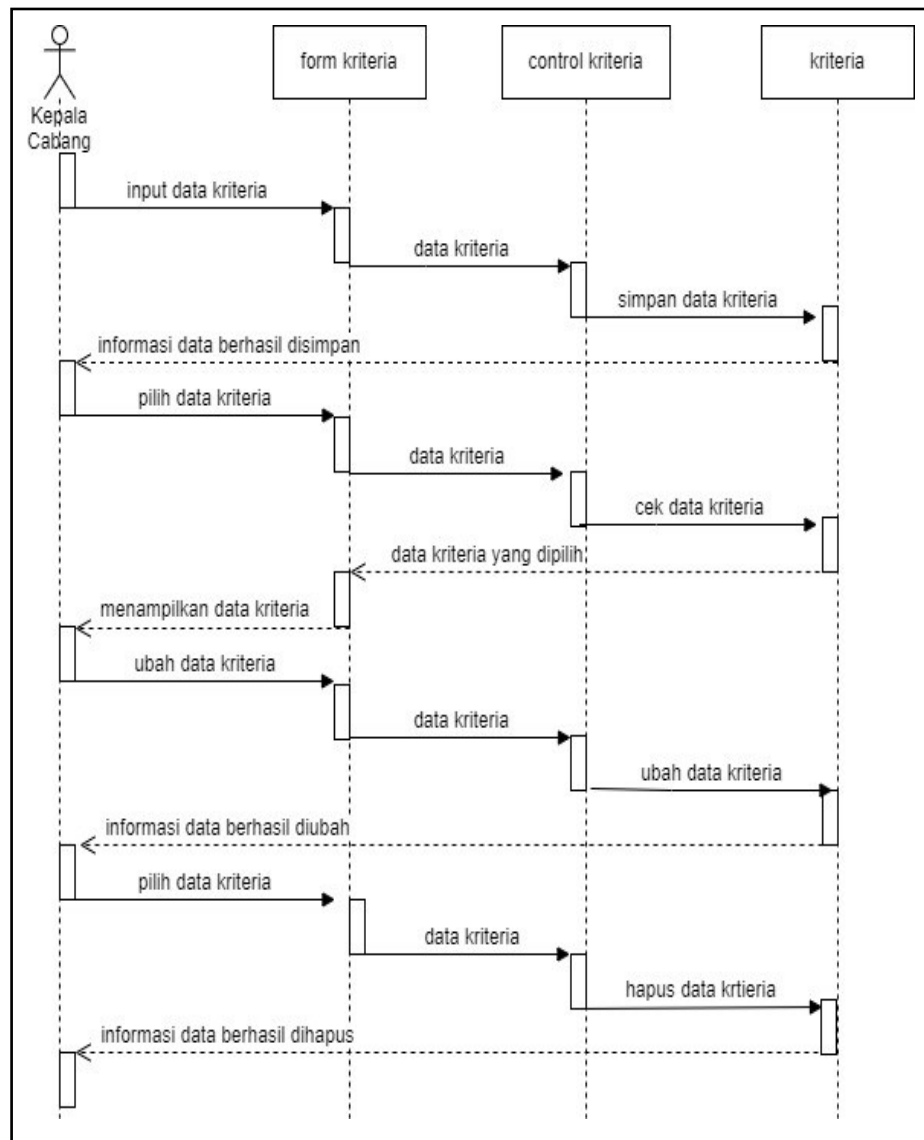 form kriteria
control kriteria
kriteria
Kepala
Cabang
input data kriteria
data kriteria
simpan data kriteria
informasi data berhasil disimpan
pilih data kriteria
data kriteria
cek data kriteria
data kriteria yang dipilih
menampilkan data kriteria
ubah data kriteria
data kriteria
ubah data kriteria
informasi data berhasil diubah
pilih data kriteria
data kriteria
hapus data krtieria
informasi data berhasil dihapus